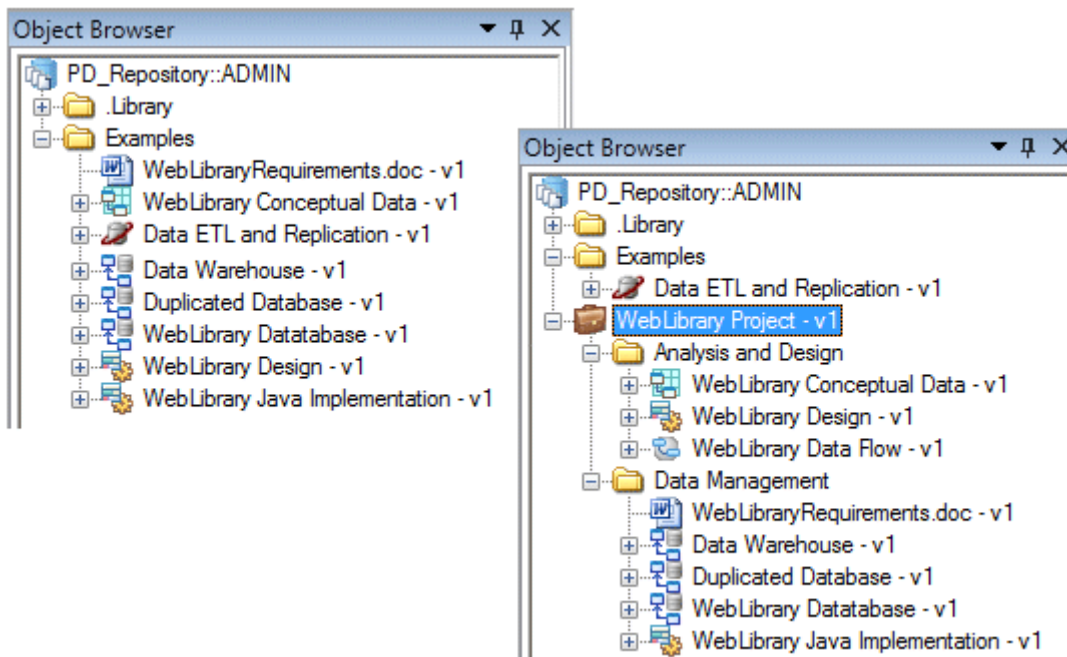 Object Browser
PD_Repository::ADMIN
.Library
Examples
WebLibraryRequirements.doc - v1
WebLibrary Conceptual Data - v1
Data ETL and Replication - v1
Data Warehouse - v1
Duplicated Database - v1
WebLibrary Datatabase - v1
WebLibrary Design - v1
WebLibrary Java Implementation - v1
Object Browser
PD_Repository::ADMIN
.Library
Examples
Data ETL and Replication - v1
WebLibrary Project - v1
Analysis and Design
WebLibrary Conceptual Data - v1
WebLibrary Design - v1
WebLibrary Data Flow - v1
Data Management
WebLibraryRequirements.doc - v1
Data Warehouse - v1
Duplicated Database - v1
WebLibrary Datatabase - v1
WebLibrary Java Implementation - v1